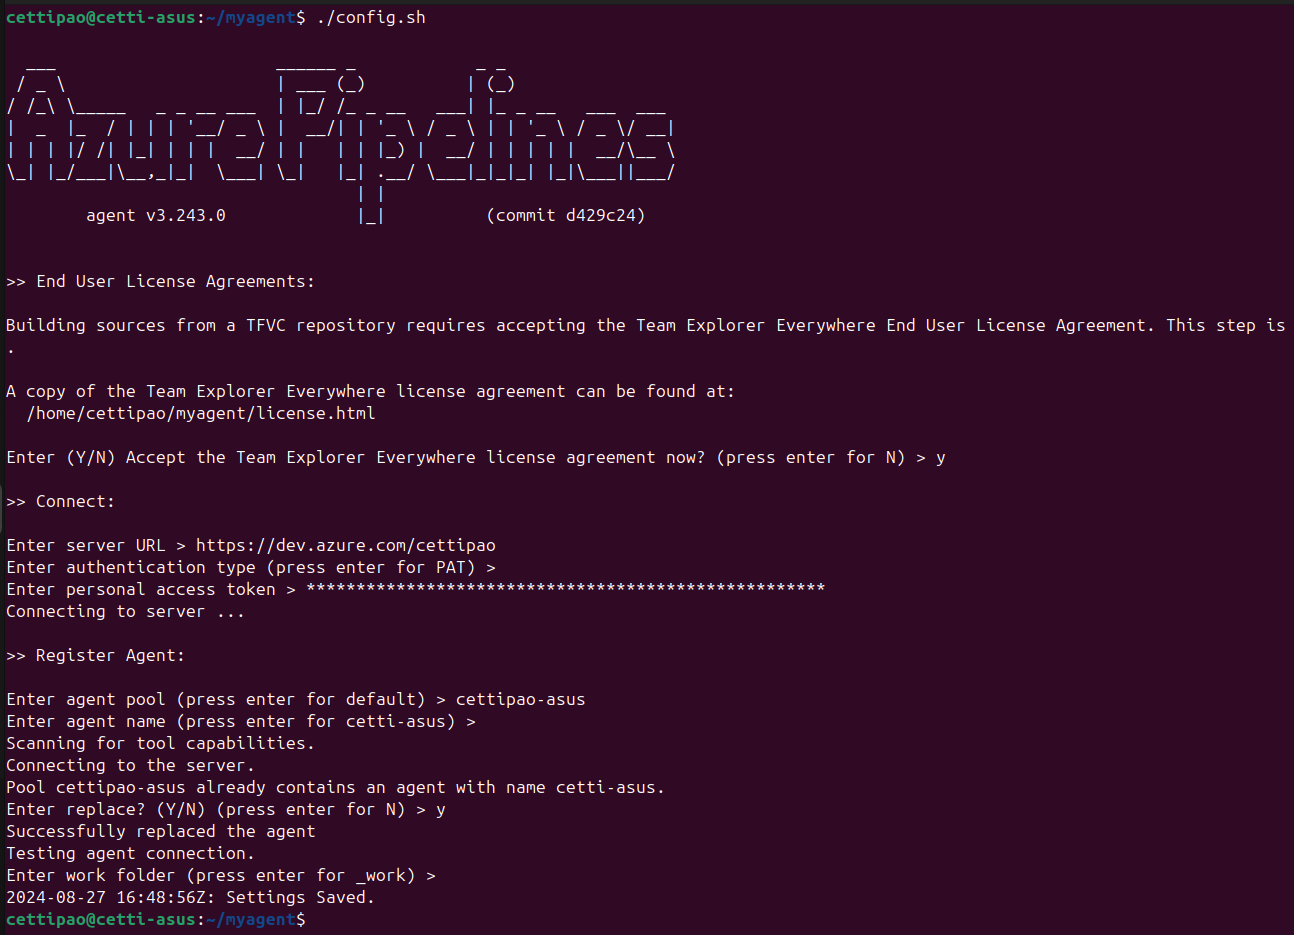 cettipao@cetti-asus:~/myagent$ ./config.sh
AzurePipelines
agent v3.243.0 (commit d429c24)
>> End User License Agreements:
Building sources from a TFVC repository requires accepting the Team Explorer Everywhere End User License Agreement. This step is
.
A copy of the Team Explorer Everywhere license agreement can be found at:
/home/cettipao/myagent/license.html
Enter (Y/N) Accept the Team Explorer Everywhere license agreement now? (press enter for N) > y
>> Connect:
Enter server URL > https://dev.azure.com/cettipao
Enter authentication type (press enter for PAT) >
Enter personal access token > ****************************************************
Connecting to server ...
>> Register Agent:
Enter agent pool (press enter for default) > cettipao-asus
Enter agent name (press enter for cetti-asus) >
Scanning for tool capabilities.
Connecting to the server.
Pool cettipao-asus already contains an agent with name cetti-asus.
Enter replace? (Y/N) (press enter for N) > y
Successfully replaced the agent
Testing agent connection.
Enter work folder (press enter for _work) >
2024-08-27 16:48:56Z: Settings Saved.
cettipao@cetti-asus:~/myagent$